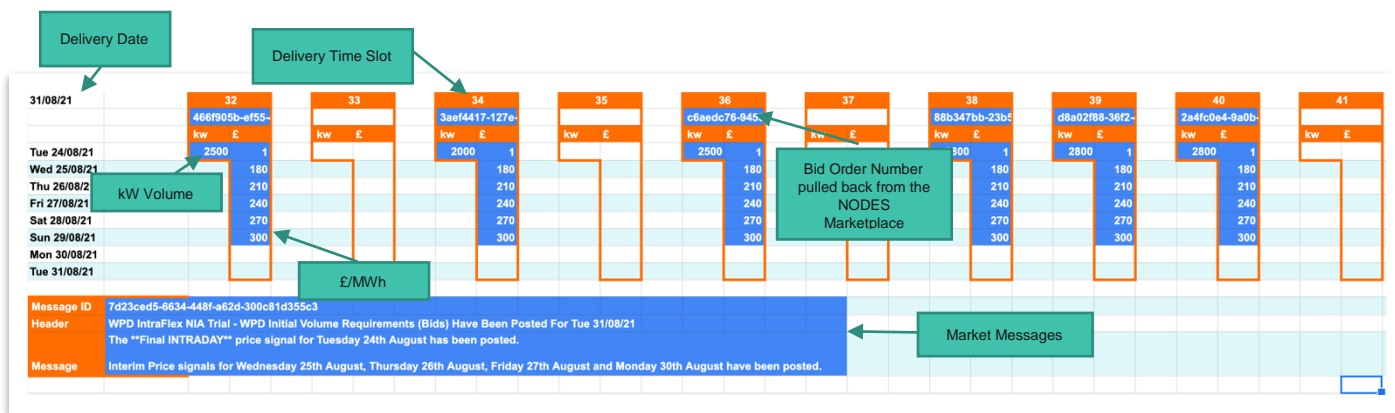 Delivery Date
Delivery Time Slot
31/08/21 32 33 34 35 36 37 38 39 40 41
466f905b-ef55- 3aef4417-127e- c6aedc76-945 88b347bb-23b5 d8a02f88-36f2- 2a4fc0e4-9a0b-
kw £ kw £ kw £ kw £ kw £ kw £ kw £ kw £ kw £ kw £
Tue 24/08/21 2500 1 2000 1 2500 1 1 2800 1 2800 1
Wed 25/08/21 180 180 180 180 180 180
Thu 26/08/2 210 210 210 210 210 210
Fri 27/08/21 240 240 240 240 240 240
Sat 28/08/21 270 270 270 270 270 270
Sun 29/08/21 300 300 300 300 300 300
Mon 30/08/21
Tue 31/08/21
kW Volume
Bid Order Number
pulled back from the
NODES
Marketplace
£/MWh
Message ID 7d23ced5-6634-448f-a62d-300c81d355c3
Header WPD IntraFlex NIA Trial - WPD Initial Volume Requirements (Bids) Have Been Posted For Tue 31/08/21
The **Final INTRADAY** price signal for Tuesday 24th August has been posted.
Message Interim Price signals for Wednesday 25th August, Thursday 26th August, Friday 27th August and Monday 30th August have been posted.
Market Messages